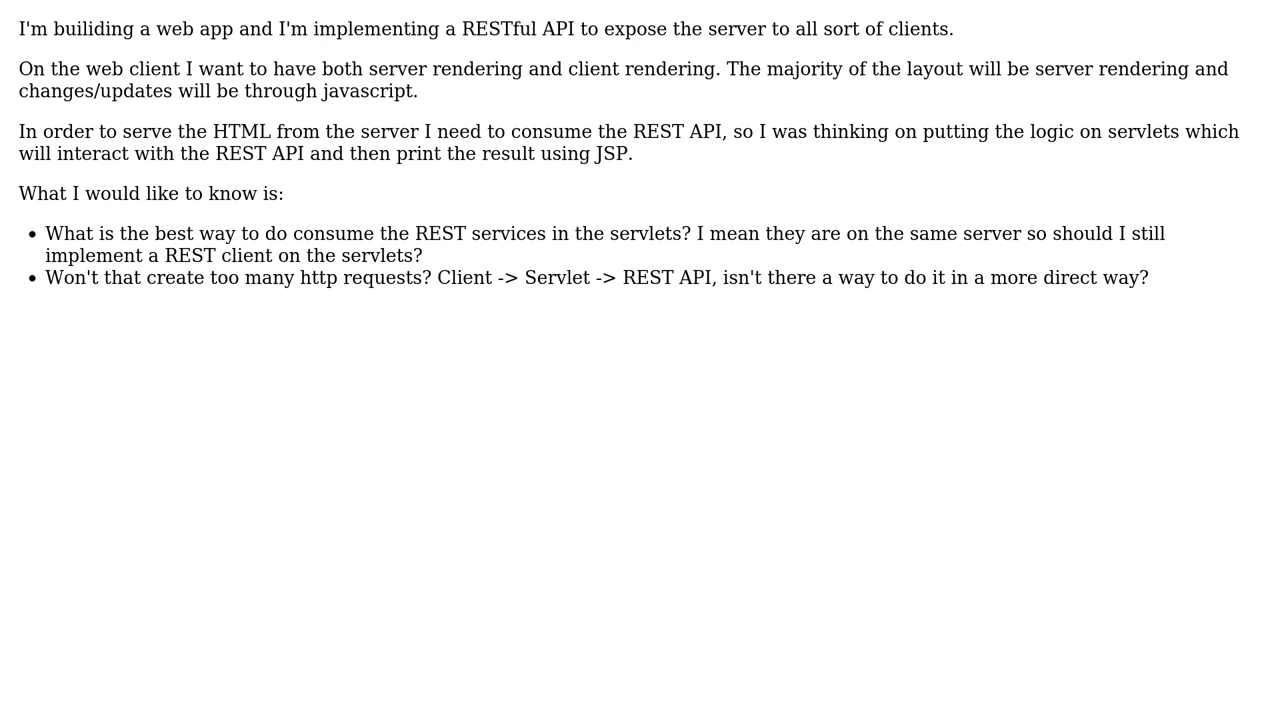 I'm builiding a web app and I'm implementing a RESTful API to expose the server to all sort of clients.
On the web client I want to have both server rendering and client rendering. The majority of the layout will be server rendering and
changes/updates will be through javascript.
In order to serve the HTML from the server I need to consume the REST API, so I was thinking on putting the logic on servlets which
will interact with the REST API and then print the result using JSP.
What I would like to know is:
• What is the best way to do consume the REST services in the servlets? I mean they are on the same server so should I still
implement a REST client on the servlets?
• Won't that create too many http requests? Client -> Servlet -> REST API, isn't there a way to do it in a more direct way?